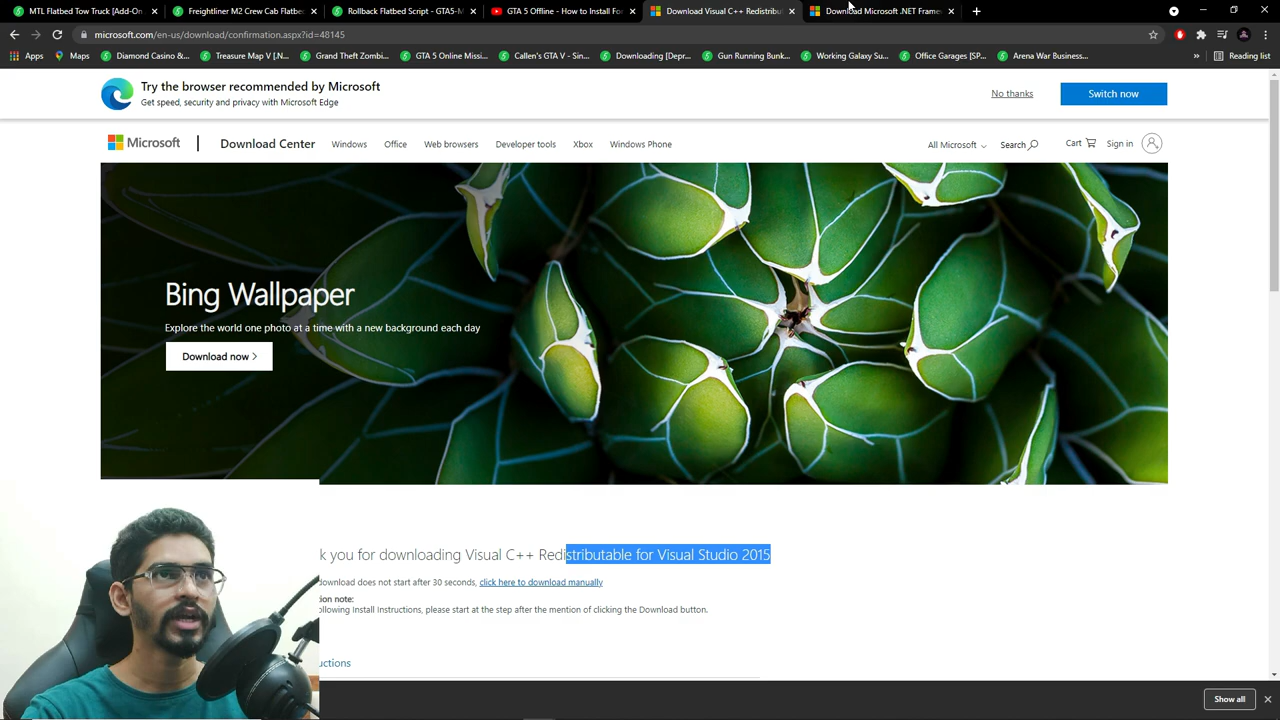 MTL Flatbed Tow Truck [Add-On
Freightliner M2 Crew Cab Flatbed
Rollback Flatbed Script - GTA5-M
GTA 5 Offline - How to Install Fo
Download Visual C++ Redistribut
Download Microsoft .NET Framew
microsoft.com/en-us/download/confirmation.aspx?id=48145
Apps
Maps
Diamond Casino &...
Treasure Map V [.N...
Grand Theft Zombi...
GTA 5 Online Missi...
Callen's GTA V - Sin...
Downloading [Depr...
Gun Running Bunk...
Working Galaxy Su...
Office Garages [SP...
Arena War Business...
»
Reading list
Try the browser recommended by Microsoft
Get speed, security and privacy with Microsoft Edge
No thanks
Switch now
Microsoft
Download Center
Windows
Office
Web browsers
Developer tools
Xbox
Windows Phone
All Microsoft
Search
Cart
Sign in
Bing Wallpaper
Explore the world one photo at a time with a new background each day
Download now >
k you for downloading Visual C++ Redistributable for Visual Studio 2015
download does not start after 30 seconds, click here to download manually
ion note:
ollowing Install Instructions, please start at the step after the mention of clicking the Download button.
uctions
Show all